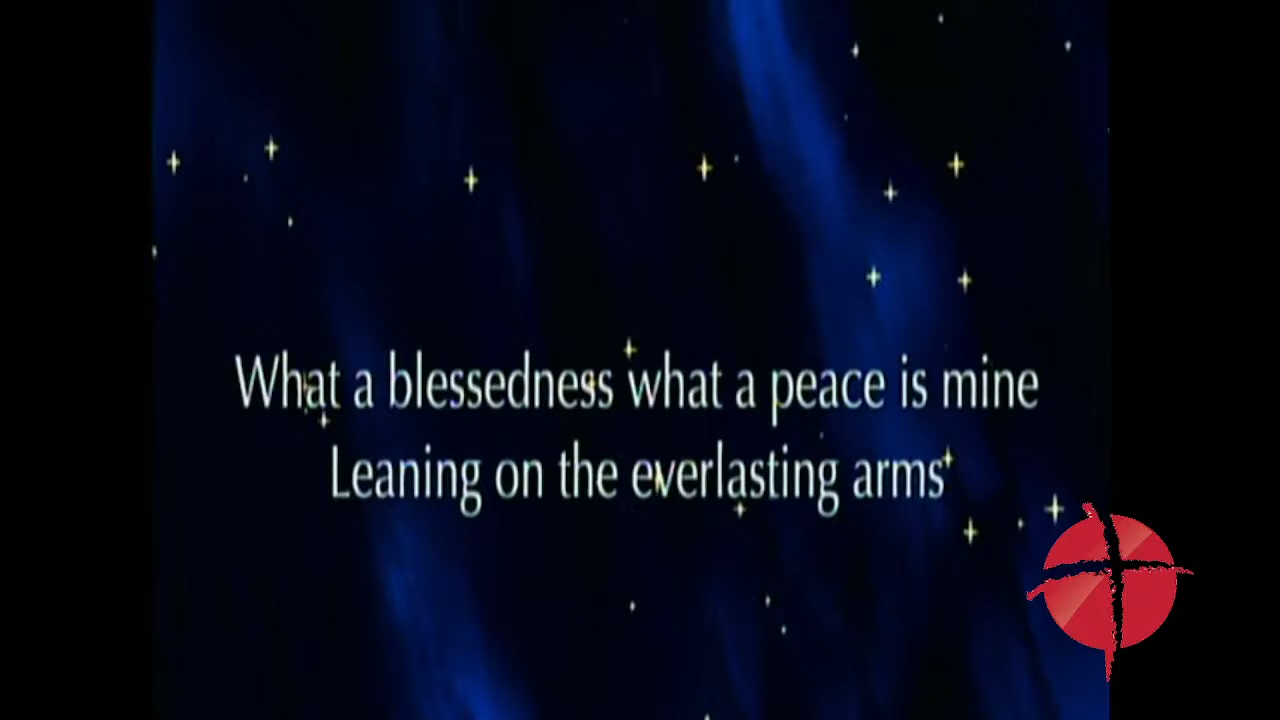 What a blessedness what a peace is mine
Leaning on the everlasting arms